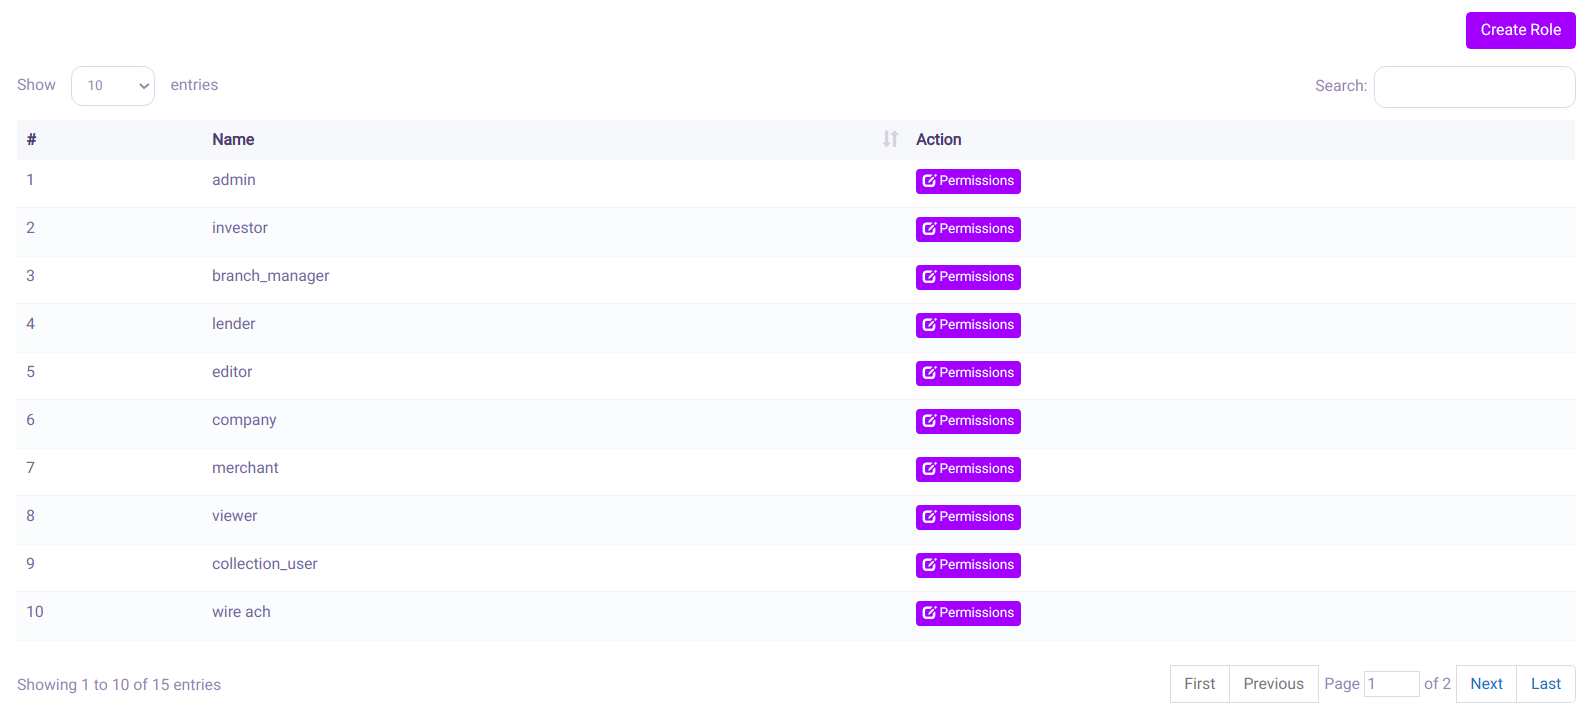 Create Role
Show 10 entries Search:
# Name Action
1 admin Permissions
2 investor Permissions
3 branch_manager Permissions
4 lender Permissions
5 editor Permissions
6 company Permissions
7 merchant Permissions
8 viewer Permissions
9 collection_user Permissions
10 wire ach Permissions
Showing 1 to 10 of 15 entries First Previous Page 1 of 2 Next Last